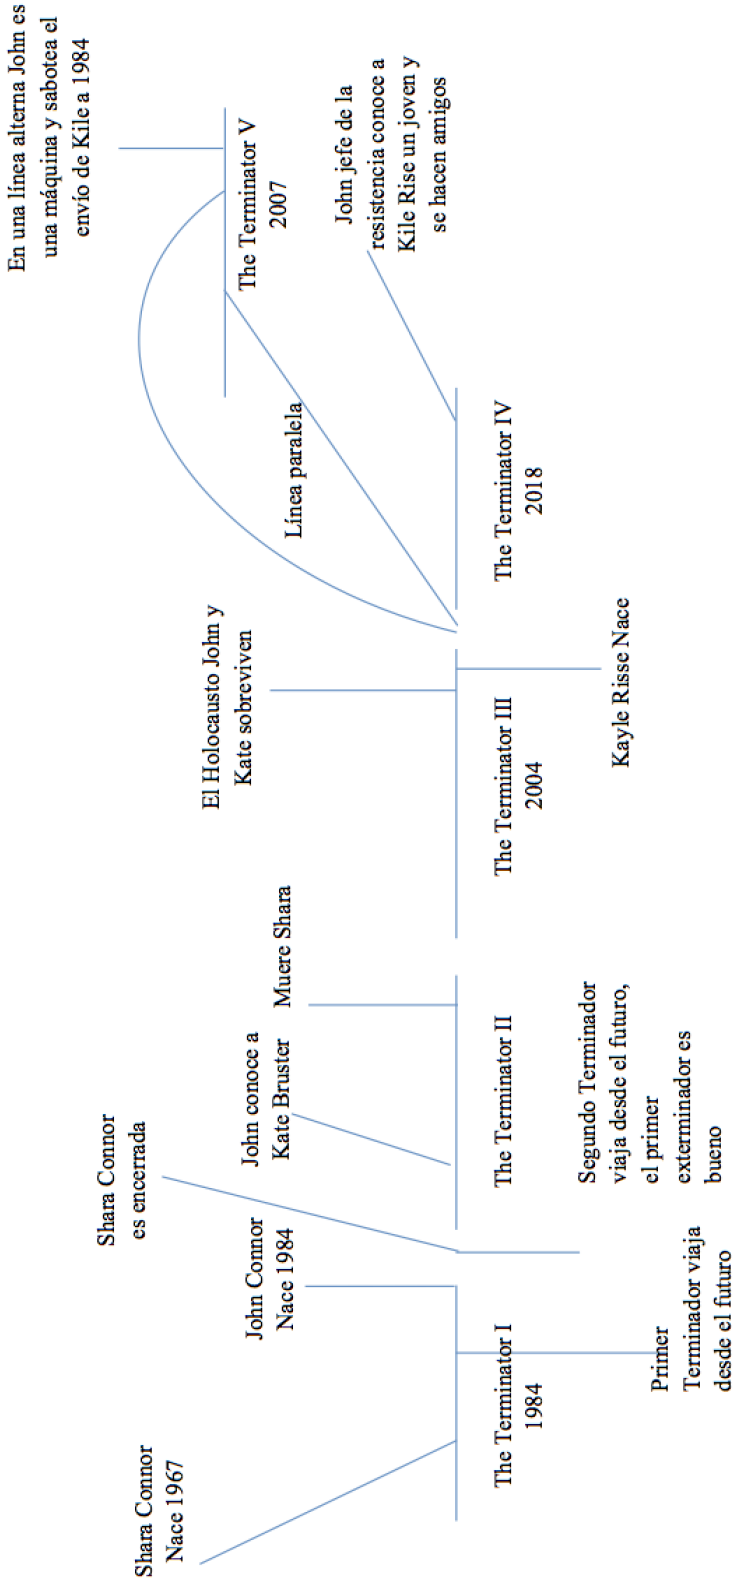 Shara Connor
Nace 1967
The Terminator I
1984
Primer
Terminador viaja
desde el futuro
John Connor
Nace 1984
Shara Connor
es encerrada
Segundo Terminador
viaja desde el futuro,
el primer
exterminador es
bueno
John conoce a
Kate Bruster
The Terminator II
Muere Shara
The Terminator III
2004
El Holocausto John y
Kate sobreviven
Kayle Risse Nace
Línea paralela
The Terminator IV
2018
John jefe de la
resistencia conoce a
Kile Rise un joven y
se hacen amigos
The Terminator V
2007
En una línea alterna John es
una máquina y sabotea el
envío de Kile a 1984